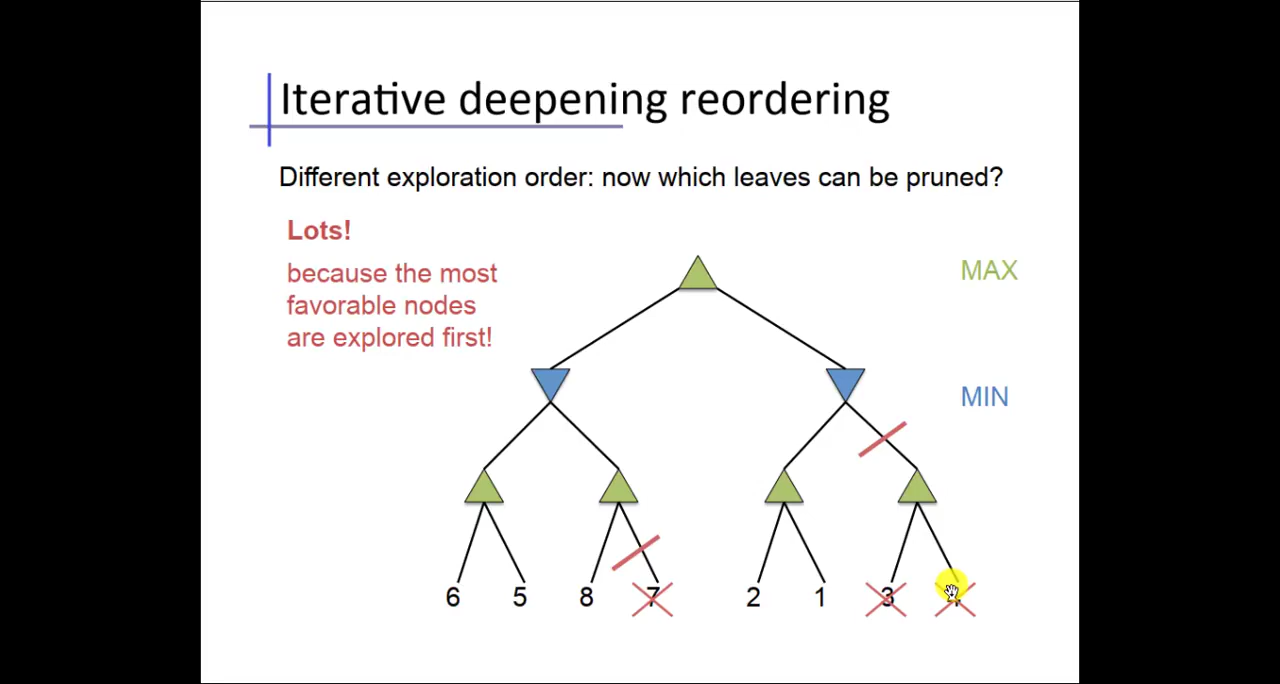 Iterative deepening reordering
Different exploration order: now which leaves can be pruned?
Lots!
because the most
favorable nodes
are explored first!
MAX
MIN
6 5 8 7 2 1 3